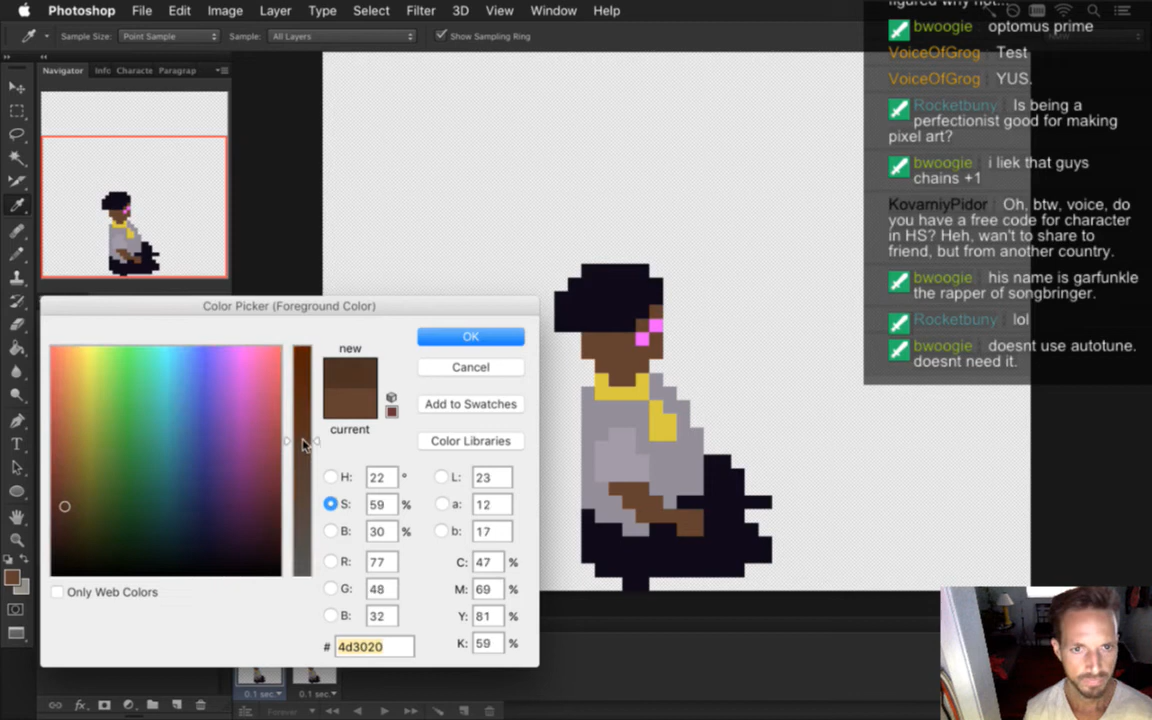 Photoshop File Edit Image Layer Type Select Filter 3D View Window Help
Sample Size: Point Sample Sample: All Layers Show Sampling Ring
Navigator Info Characte Paragrap
figured why not...
bwoogie optomus prime
VoiceOfGrog Test
VoiceOfGrog YUS.
Rocketbuny Is being a
perfectionist good for making
pixel art?
bwoogie i liek that guys
chains +1
KovarniyPidor Oh, btw, voice, do
you have a free code for character
in HS? Heh, wan't to share to
friend, but from another country.
bwoogie his name is garfunkle
the rapper of songbringer.
Rocketbuny lol
bwoogie doesnt use autotune.
doesnt need it.
Color Picker (Foreground Color)
new
current
OK
Cancel
Add to Swatches
Color Libraries
H: 22 °
S: 59 %
B: 30 %
R: 77
G: 48
B: 32
# 4d3020
L: 23
a: 12
b: 17
C: 47 %
M: 69 %
Y: 81 %
K: 59 %
Only Web Colors
0.1 sec. 0.1 sec.
Forever
fx